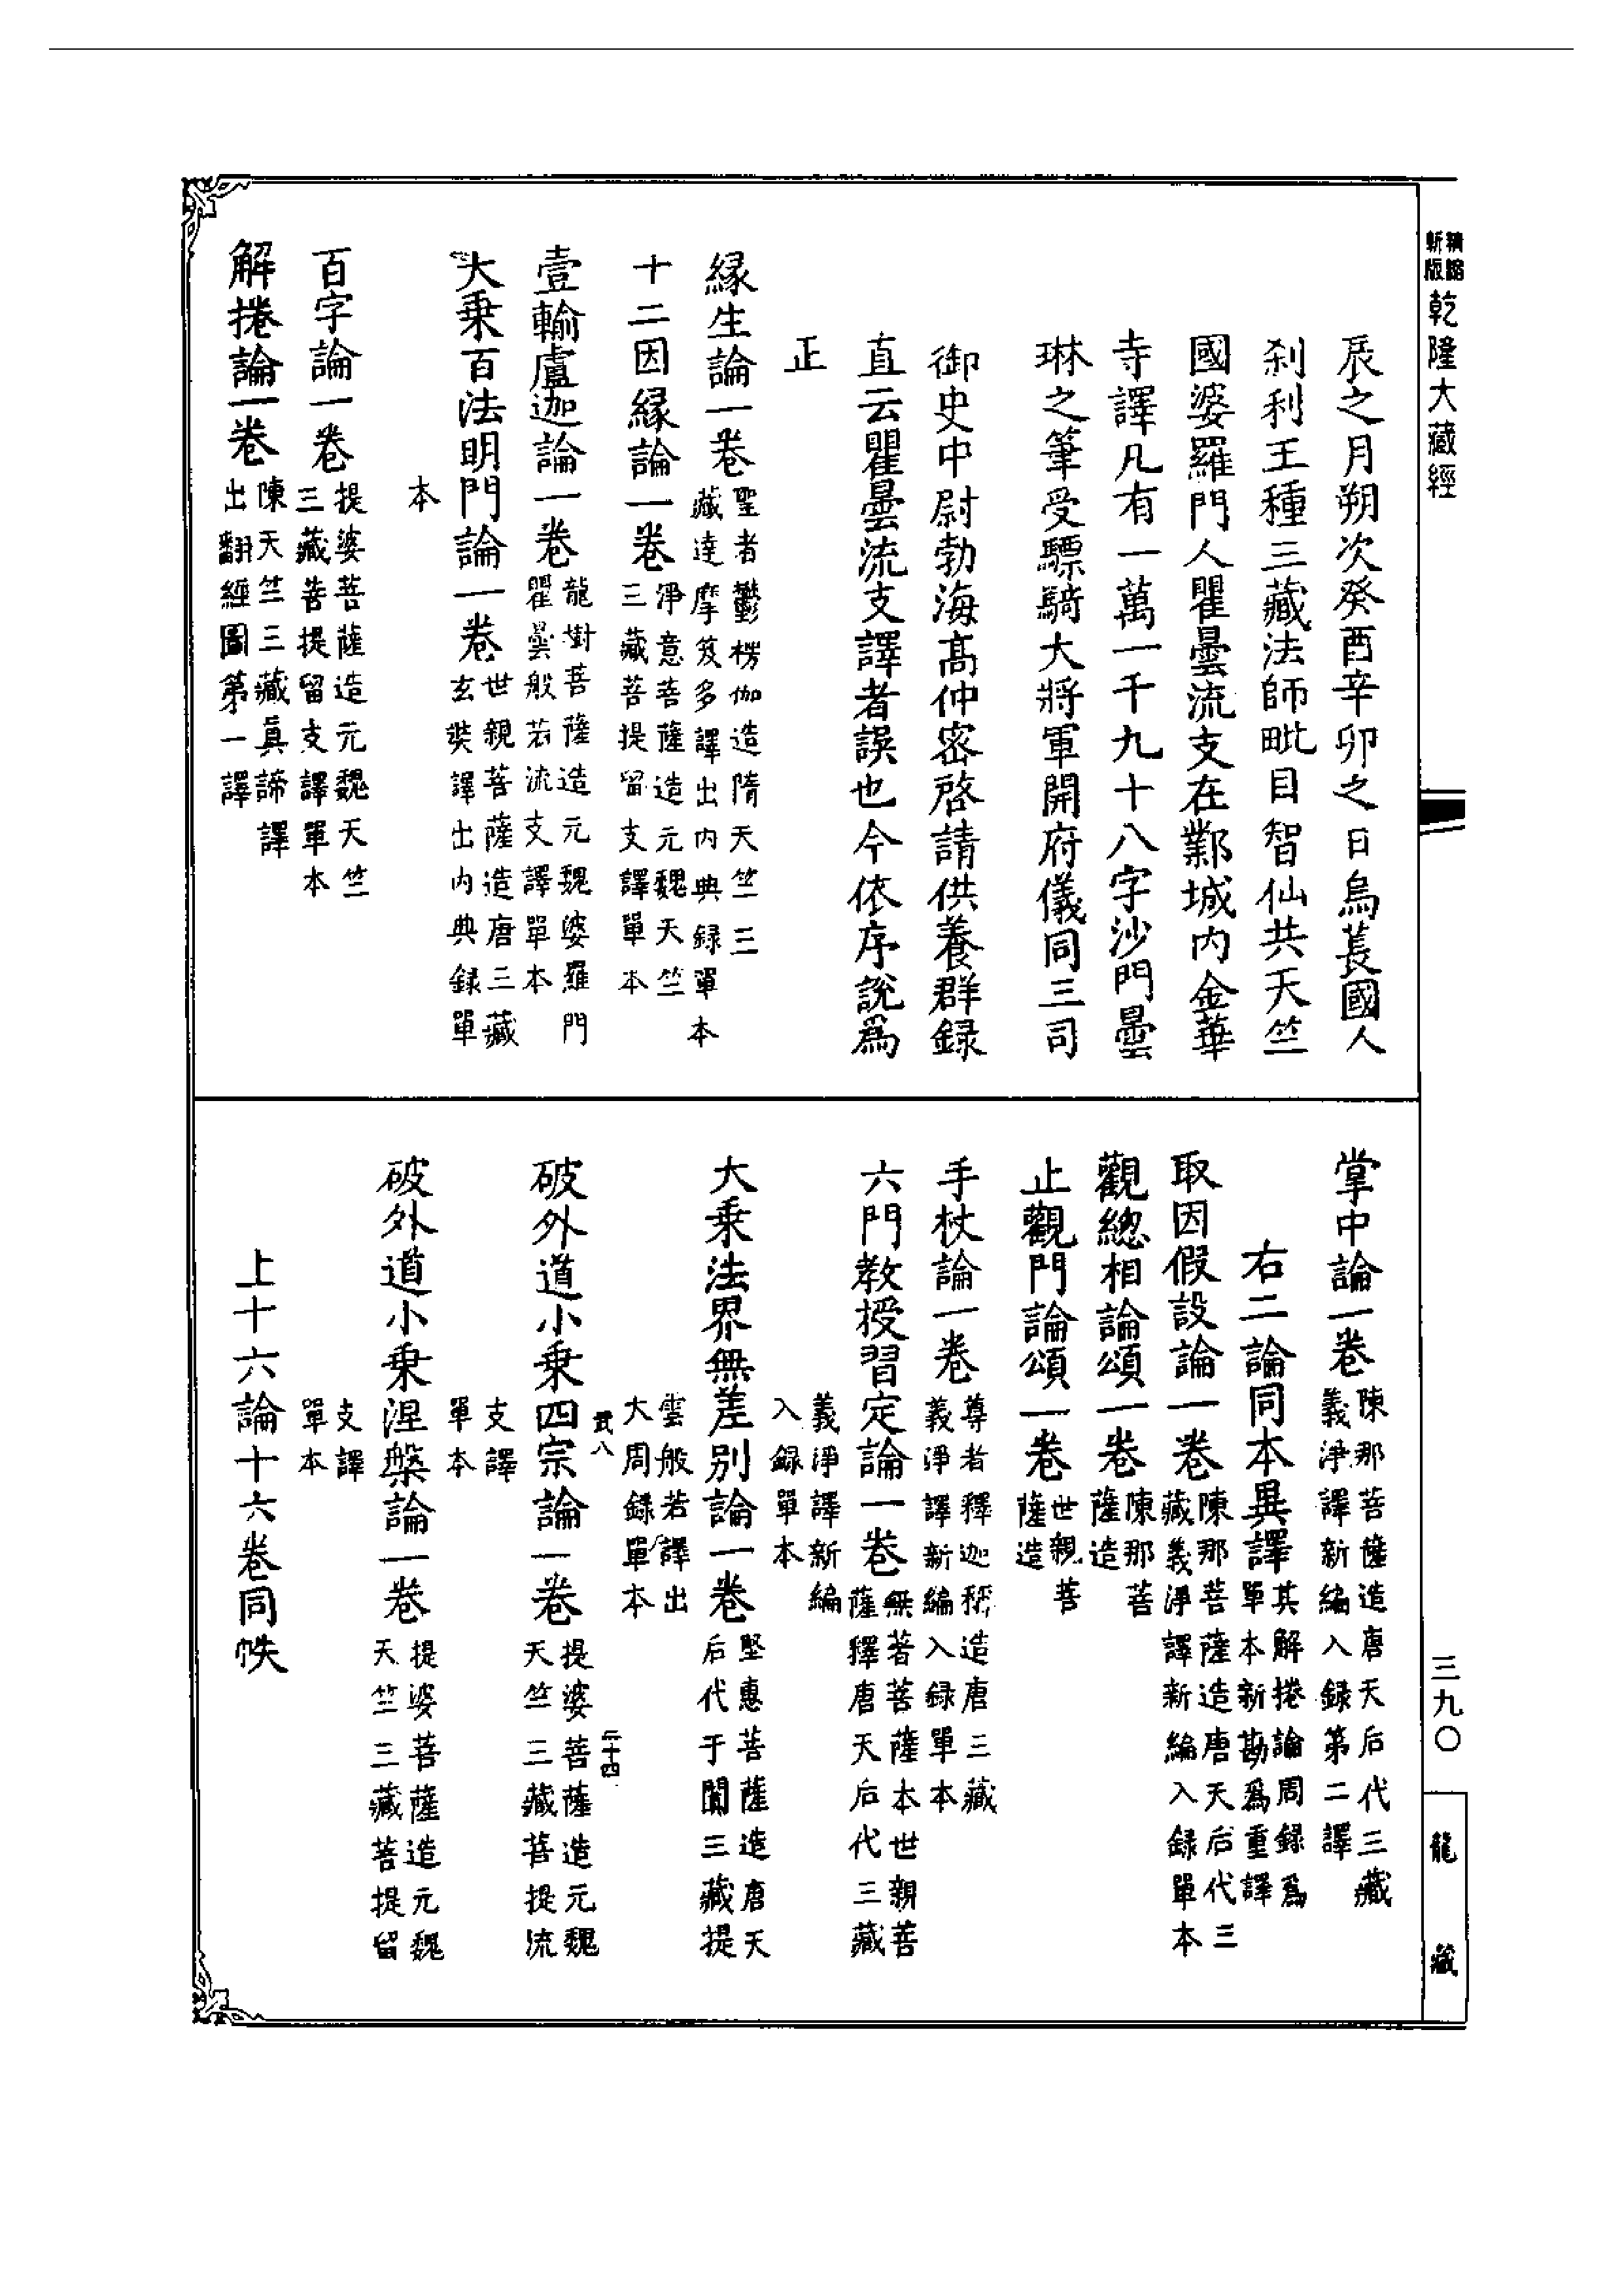 精縮
新版
乾隆大藏經
辰之月朔次癸酉辛卯之日烏萇國人
刹利王種三藏法師毗目智仙共天竺
國婆羅門人瞿曇流支在鄴城內金華
寺譯凡有一萬一千九十八字沙門曇
琳之筆受驃騎大將軍開府儀同三司
御史中尉勃海高仲密啓請供養群録
直云瞿曇流支譯者誤也今依序說爲
正
緣生論一卷
聖者鬱楞伽造隋天竺三
藏達摩笈多譯出內典録單本
十二因緣論一卷
淨意菩薩造元魏天竺
三藏菩提留支譯單本
壹輸盧迦論一卷
龍樹菩薩造元魏婆羅門
瞿曇般若流支譯單本
大乗百法明門論一卷
世親菩薩造唐三藏
玄奘譯出內典録單
本
百字論一卷
提婆菩薩造元魏天竺
三藏菩提留支譯單本
解捲論一卷
陳天竺三藏真諦譯
出翻經圖第一譯
掌中論一卷
陳那菩薩造唐天后代三藏
義淨譯新編入録第二譯
右二論同本異譯
其解捲論周録爲
單本新勘爲重譯
取因假設論一卷
陳那菩薩造唐天后代三
藏義淨譯新編入録單本
觀總相論頌一卷
陳那菩
薩造
止觀門論頌一卷
世親菩
薩造
手杖論一卷
尊者釋迦稱造唐三藏
義淨譯新編入録單本
六門教授習定論一卷
無著菩薩本世親菩
薩釋唐天后代三藏
義淨譯新編
入録單本
大乗法界無差別論一卷
堅惠菩薩造唐天
后代于闐三藏提
雲般若譯出
大周録單本
武八
二十四
破外道小乗四宗論一卷
提婆菩薩造元魏
天竺三藏菩提流
支譯
單本
破外道小乗涅槃論一卷
提婆菩薩造元魏
天竺三藏菩提留
支譯
單本
上十六論十六卷同帙
三九〇
龍藏